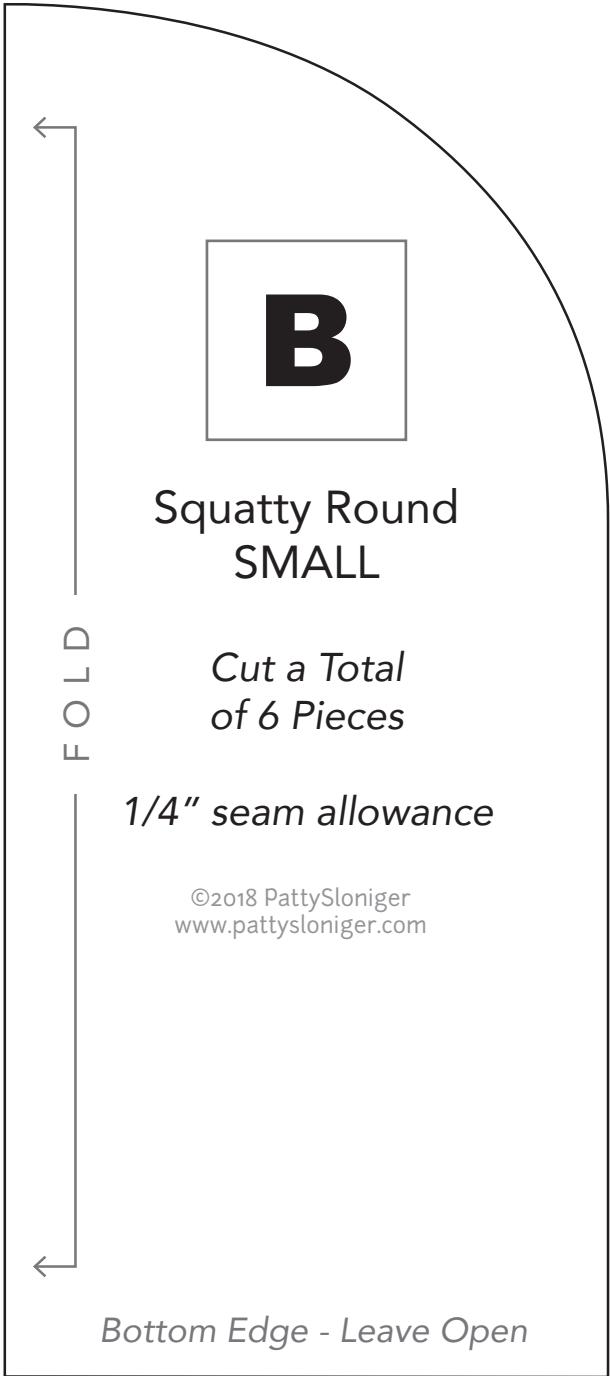 B
Squatty Round
SMALL
FOLD
Cut a Total
of 6 Pieces
1/4” seam allowance
©2018 PattySloniger
www.pattysloniger.com
Bottom Edge - Leave Open